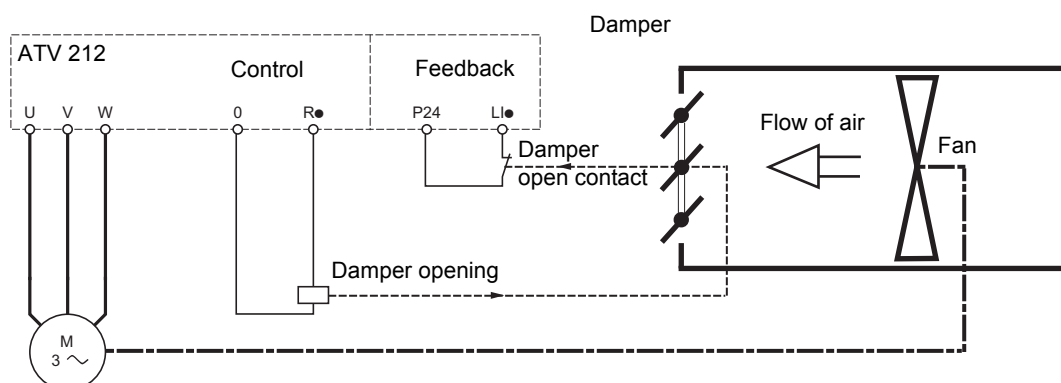 Damper
ATV 212
Control
Feedback
U V W 0 R● P24 LI●
Flow of air
Fan
Damper
open contact
Damper opening
M
3 ~